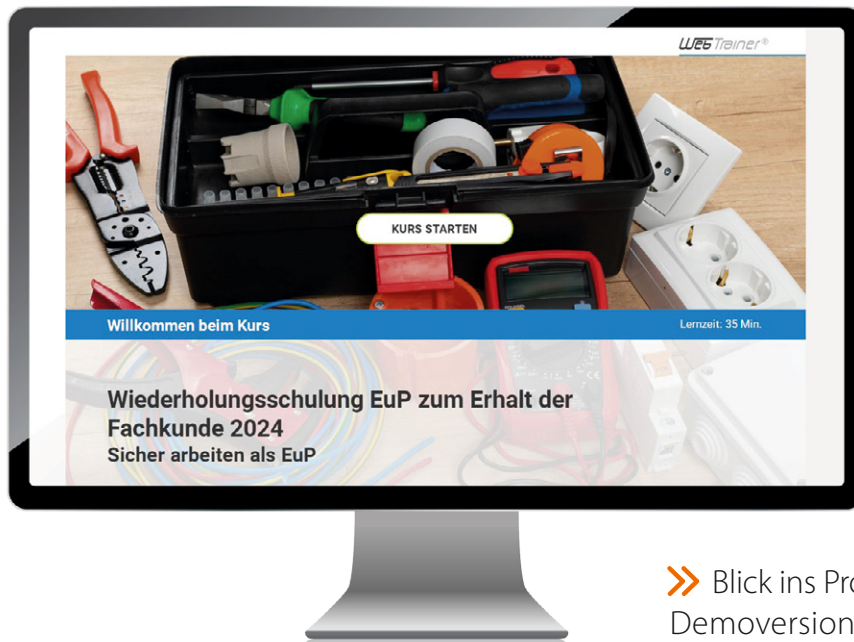 WEBTrainer®
KURS STARTEN
Willkommen beim Kurs
Lernzeit: 35 Min.
Wiederholungsschulung EuP zum Erhalt der
Fachkunde 2024
Sicher arbeiten als EuP
Blick ins Pro
Demoversion